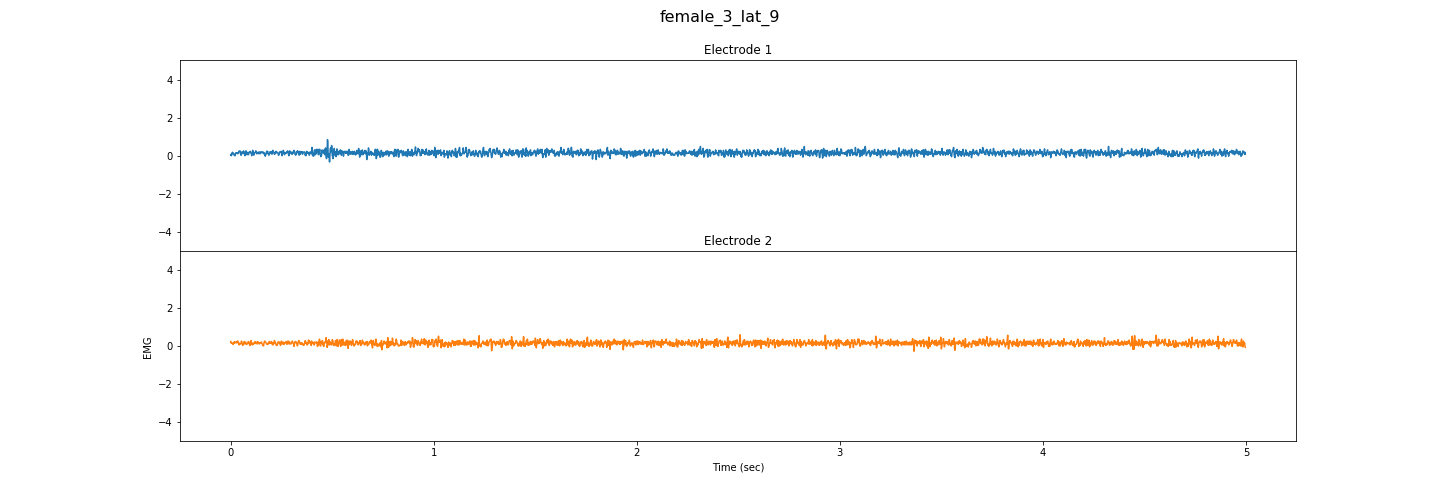 female_3_lat_9
Electrode 1
4
2
0
−2
−4
Electrode 2
4
2
0
−2
−4
EMG
0 1 2 3 4 5
Time (sec)